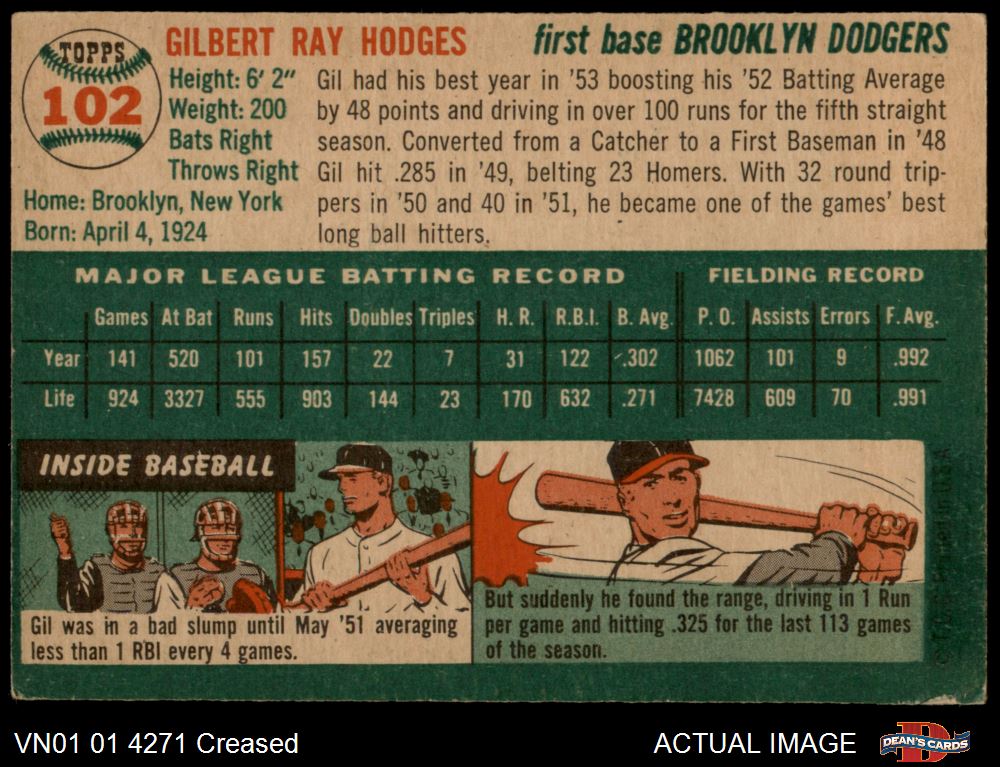 TOPPS
102
GILBERT RAY HODGES
first base BROOKLYN DODGERS
Height: 6' 2"
Weight: 200
Bats Right
Throws Right
Home: Brooklyn, New York
Born: April 4, 1924
Gil had his best year in '53 boosting his '52 Batting Average
by 48 points and driving in over 100 runs for the fifth straight
season. Converted from a Catcher to a First Baseman in '48
Gil hit .285 in '49, belting 23 Homers. With 32 round trip-
pers in '50 and 40 in '51, he became one of the games' best
long ball hitters.
MAJOR LEAGUE BATTING RECORD
FIELDING RECORD
Games At Bat Runs Hits Doubles Triples H. R. R.B.I. B. Avg. P. O. Assists Errors F. Avg.
Year 141 520 101 157 22 7 31 122 .302 1062 101 9 .992
Life 924 3327 555 903 144 23 170 632 .271 7428 609 70 .991
INSIDE BASEBALL
Gil was in a bad slump until May '51 averaging
less than 1 RBI every 4 games.
But suddenly he found the range, driving in 1 Run
per game and hitting .325 for the last 113 games
of the season.
VN01 01 4271 Creased
ACTUAL IMAGE
DEAN'S CARDS